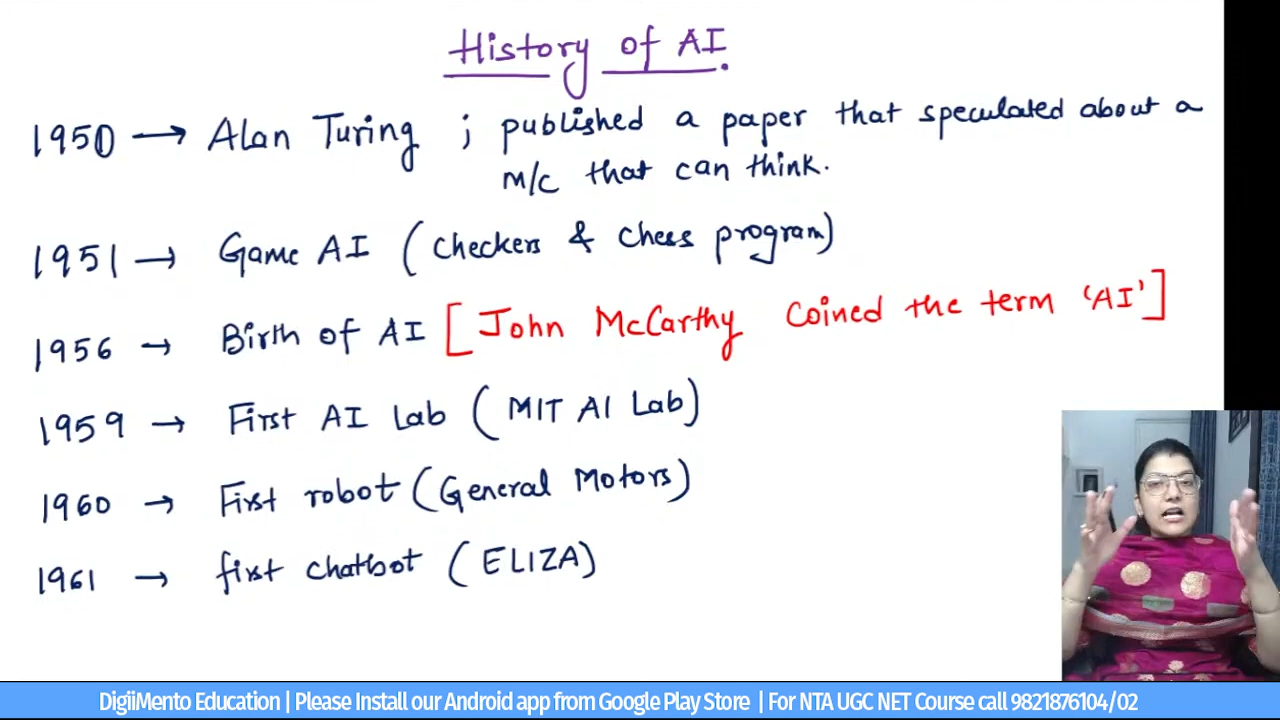 History of AI
1950 → Alan Turing ; published a paper that speculated about a
m/c that can think.
1951 → Game AI (checkers & chess program)
1956 → Birth of AI [John McCarthy coined the term 'AI']
1959 → First AI Lab (MIT AI Lab)
1960 → First robot (General Motors)
1961 → first chatbot (ELIZA)
DigiiMento Education | Please Install our Android app from Google Play Store | For NTA UGC NET Course call 9821876104/02